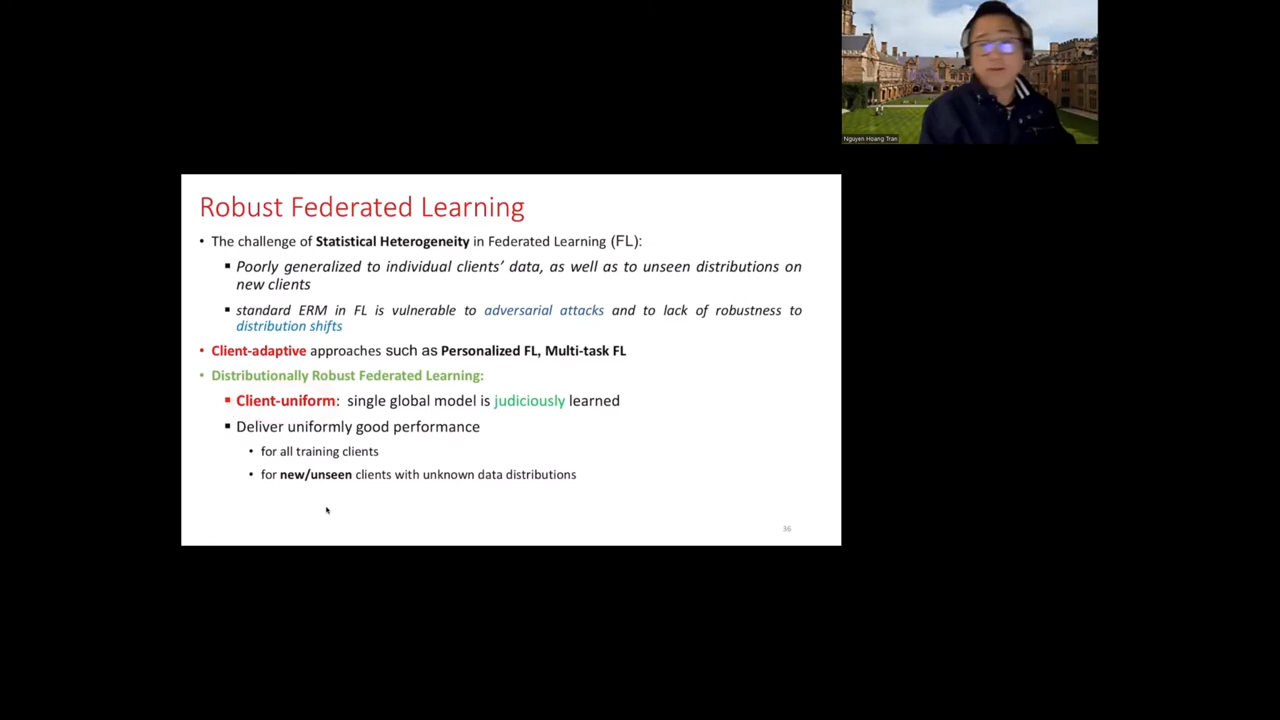 Nguyen Hoang Tran
Robust Federated Learning
• The challenge of Statistical Heterogeneity in Federated Learning (FL):
▪ Poorly generalized to individual clients’ data, as well as to unseen distributions on
new clients
▪ standard ERM in FL is vulnerable to adversarial attacks and to lack of robustness to
distribution shifts
• Client-adaptive approaches such as Personalized FL, Multi-task FL
• Distributionally Robust Federated Learning:
▪ Client-uniform: single global model is judiciously learned
▪ Deliver uniformly good performance
• for all training clients
• for new/unseen clients with unknown data distributions
36